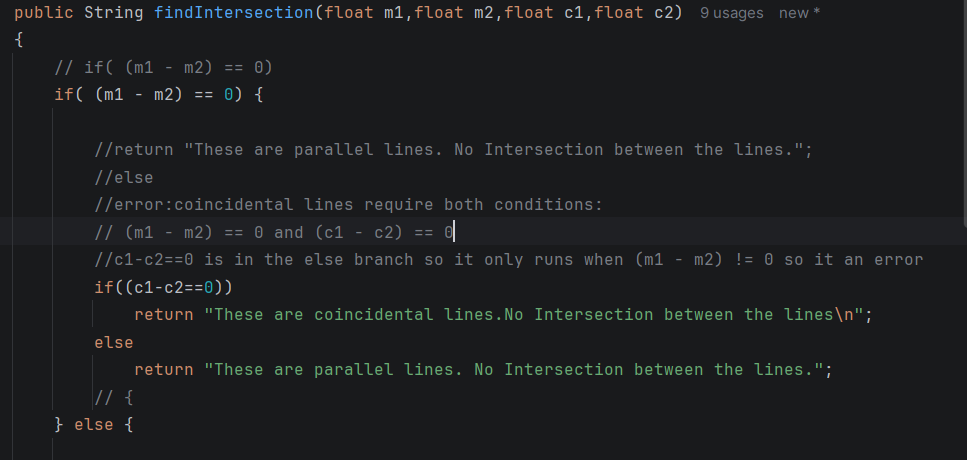 public String findIntersection(float m1,float m2,float c1,float c2) 9 usages new *
{
// if( (m1 - m2) == 0)
if( (m1 - m2) == 0) {
//return "These are parallel lines. No Intersection between the lines.";
//else
//error:coincidental lines require both conditions:
// (m1 - m2) == 0 and (c1 - c2) == 0
//c1-c2==0 is in the else branch so it only runs when (m1 - m2) != 0 so it an error
if((c1-c2==0))
return "These are coincidental lines.No Intersection between the lines\n";
else
return "These are parallel lines. No Intersection between the lines.";
// {
} else {